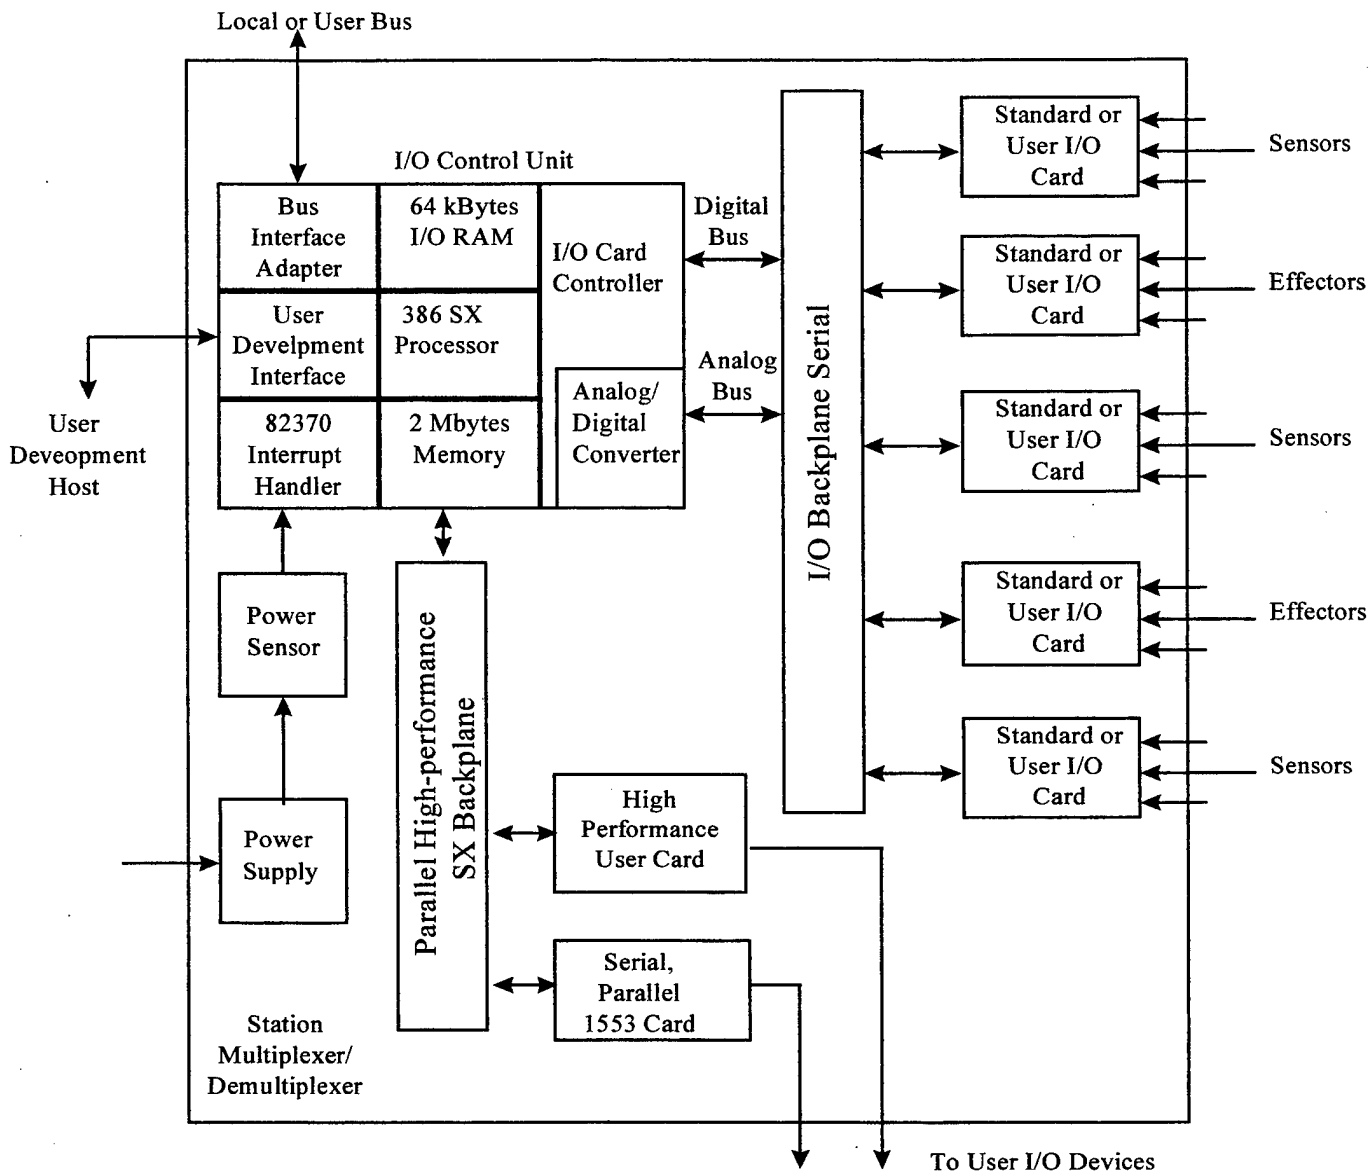 Local or User Bus
I/O Control Unit
Bus
Interface
Adapter
64 kBytes
I/O RAM
I/O Card
Controller
User
Develpment
Interface
386 SX
Processor
82370
Interrupt
Handler
2 Mbytes
Memory
Analog/
Digital
Converter
Digital
Bus
Analog
Bus
I/O Backplane Serial
Standard or
User I/O
Card
Sensors
Standard or
User I/O
Card
Effectors
Standard or
User I/O
Card
Sensors
Standard or
User I/O
Card
Effectors
Standard or
User I/O
Card
Sensors
User
Deveopment
Host
Power
Sensor
Power
Supply
Parallel High-performance
SX Backplane
High
Performance
User Card
Serial,
Parallel
1553 Card
Station
Multiplexer/
Demultiplexer
To User I/O Devices